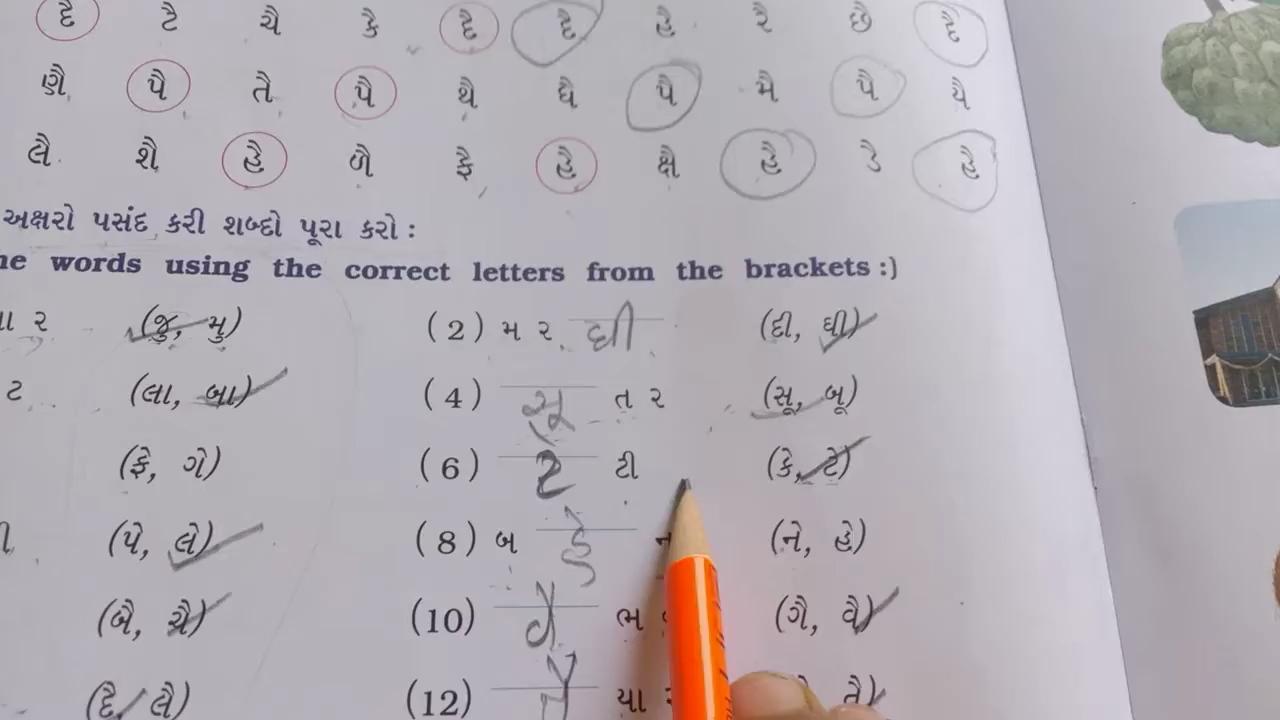 દૈ ટૈ ચૈ કે દૈ દૈ હૈ રૈ છૈ દૈ
ણૈ પૈ તૈ પૈ થૈ ઘૈ પૈ મૈ પૈ યૈ
લૈ શૈ હૈ બૈ ફૈ હૈ ક્ષૈ હૈ ડે હૈ
અક્ષરો પસંદ કરી શબ્દો પૂરા કરો :
words using the correct letters from the brackets :)
ર (જુ, મુ) (2) મ ર ઘી (દી, ઘી)
ટ (લા, બા) (4) સૂ ત ર (સૂ, બૂ)
(ફે, ગે) (6) ટી (કે, ટે)
(પે, લે) (8) બ હે ન (ને, હે)
(બૈ, ચૈ) (10) વૈ ભ (ગૈ, વૈ)
(દૈ, લૈ) (12) તૈ યા તૈ)